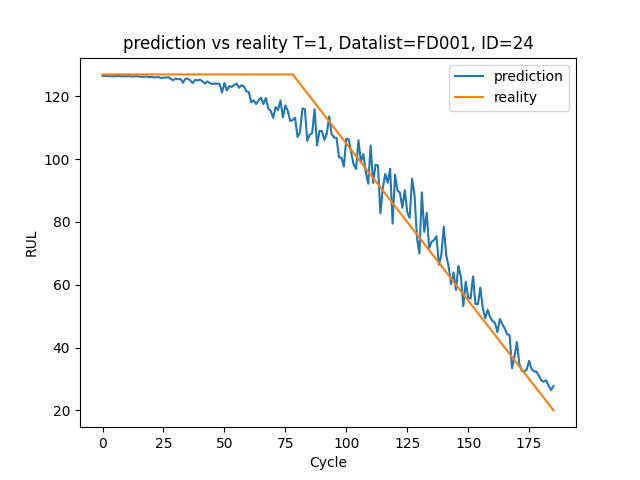 prediction vs reality T=1, Datalist=FD001, ID=24
prediction
reality
120
100
80
60
40
20
RUL
0 25 50 75 100 125 150 175
Cycle